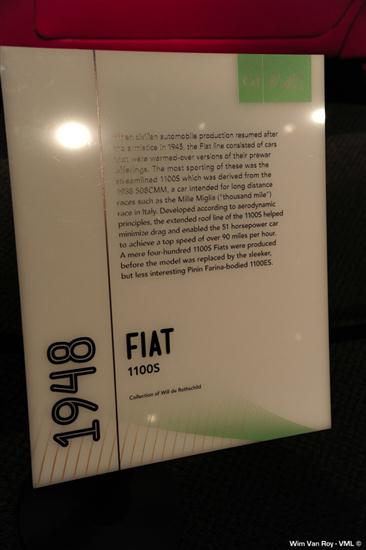 When civilian automobile production resumed after
the armistice in 1945, the Fiat line consisted of cars
that were warmed-over versions of their prewar
offerings. The most sporting of these was the
streamlined 1100S which was derived from the
1938 508CMM, a car intended for long distance
races such as the Mille Miglia ("thousand mile")
race in Italy. Developed according to aerodynamic
principles, the extended roof line of the 1100S helped
minimize drag and enabled the 51 horsepower car
to achieve a top speed of over 90 miles per hour.
A mere four-hundred 1100S Fiats were produced
before the model was replaced by the sleeker,
but less interesting Pinin Farina-bodied 1100ES.
1948
FIAT
1100S
Collection of Will de Rothschild
Wim Van Roy - VML ©